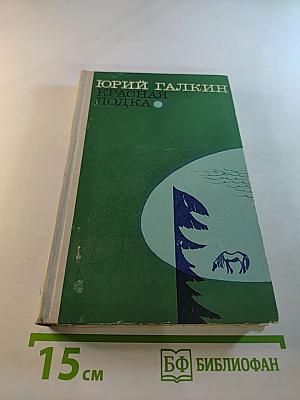 ЮРИЙ ГАЛКИН
КРАСНАЯ
ЛОДКА
15 см
БФ БИБЛИОФАН